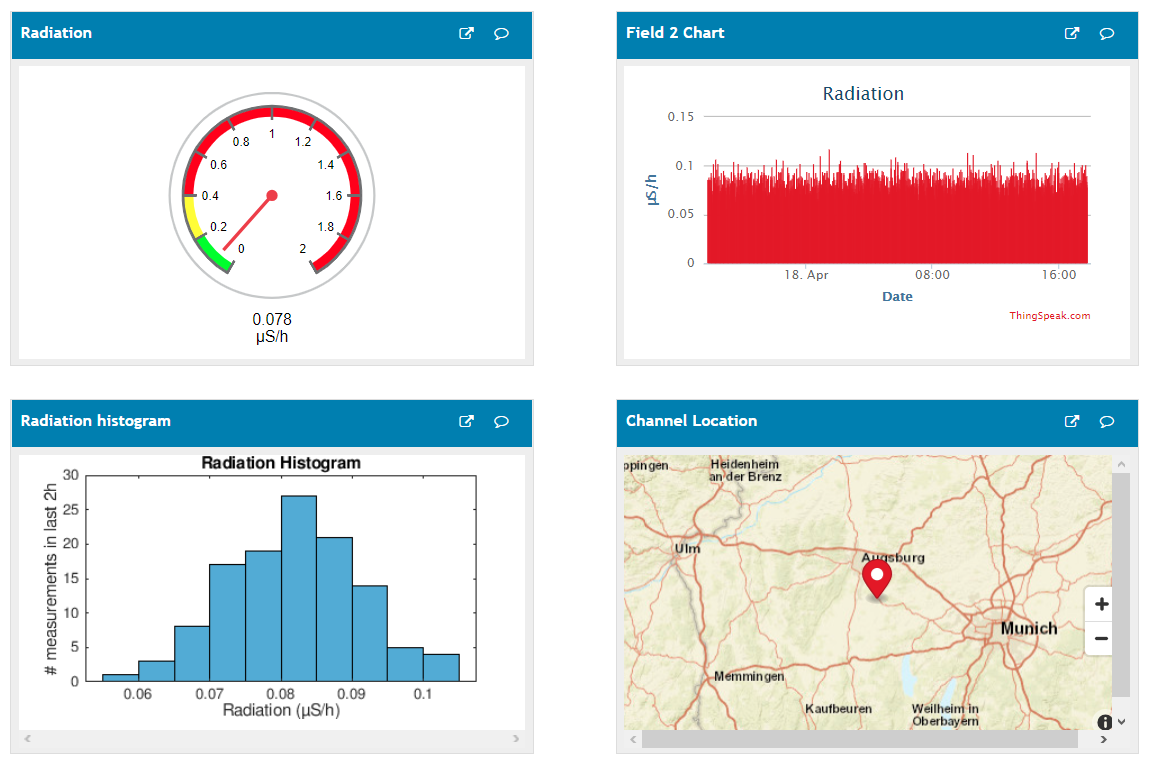 Radiation
0
0.2
0.4
0.6
0.8
1
1.2
1.4
1.6
1.8
2
0.078
µS/h
Field 2 Chart
Radiation
µS/h
0.15
0.1
0.05
0
18. Apr
08:00
16:00
Date
ThingSpeak.com
Radiation histogram
Radiation Histogram
# measurements in last 2h
30
25
20
15
10
5
0
0.06
0.07
0.08
0.09
0.1
Radiation (µS/h)
Channel Location
ppingen
Heidenheim
an der Brenz
Ulm
Augsburg
+
Munich
−
Memmingen
Kaufbeuren
Weilheim in
Oberbayern